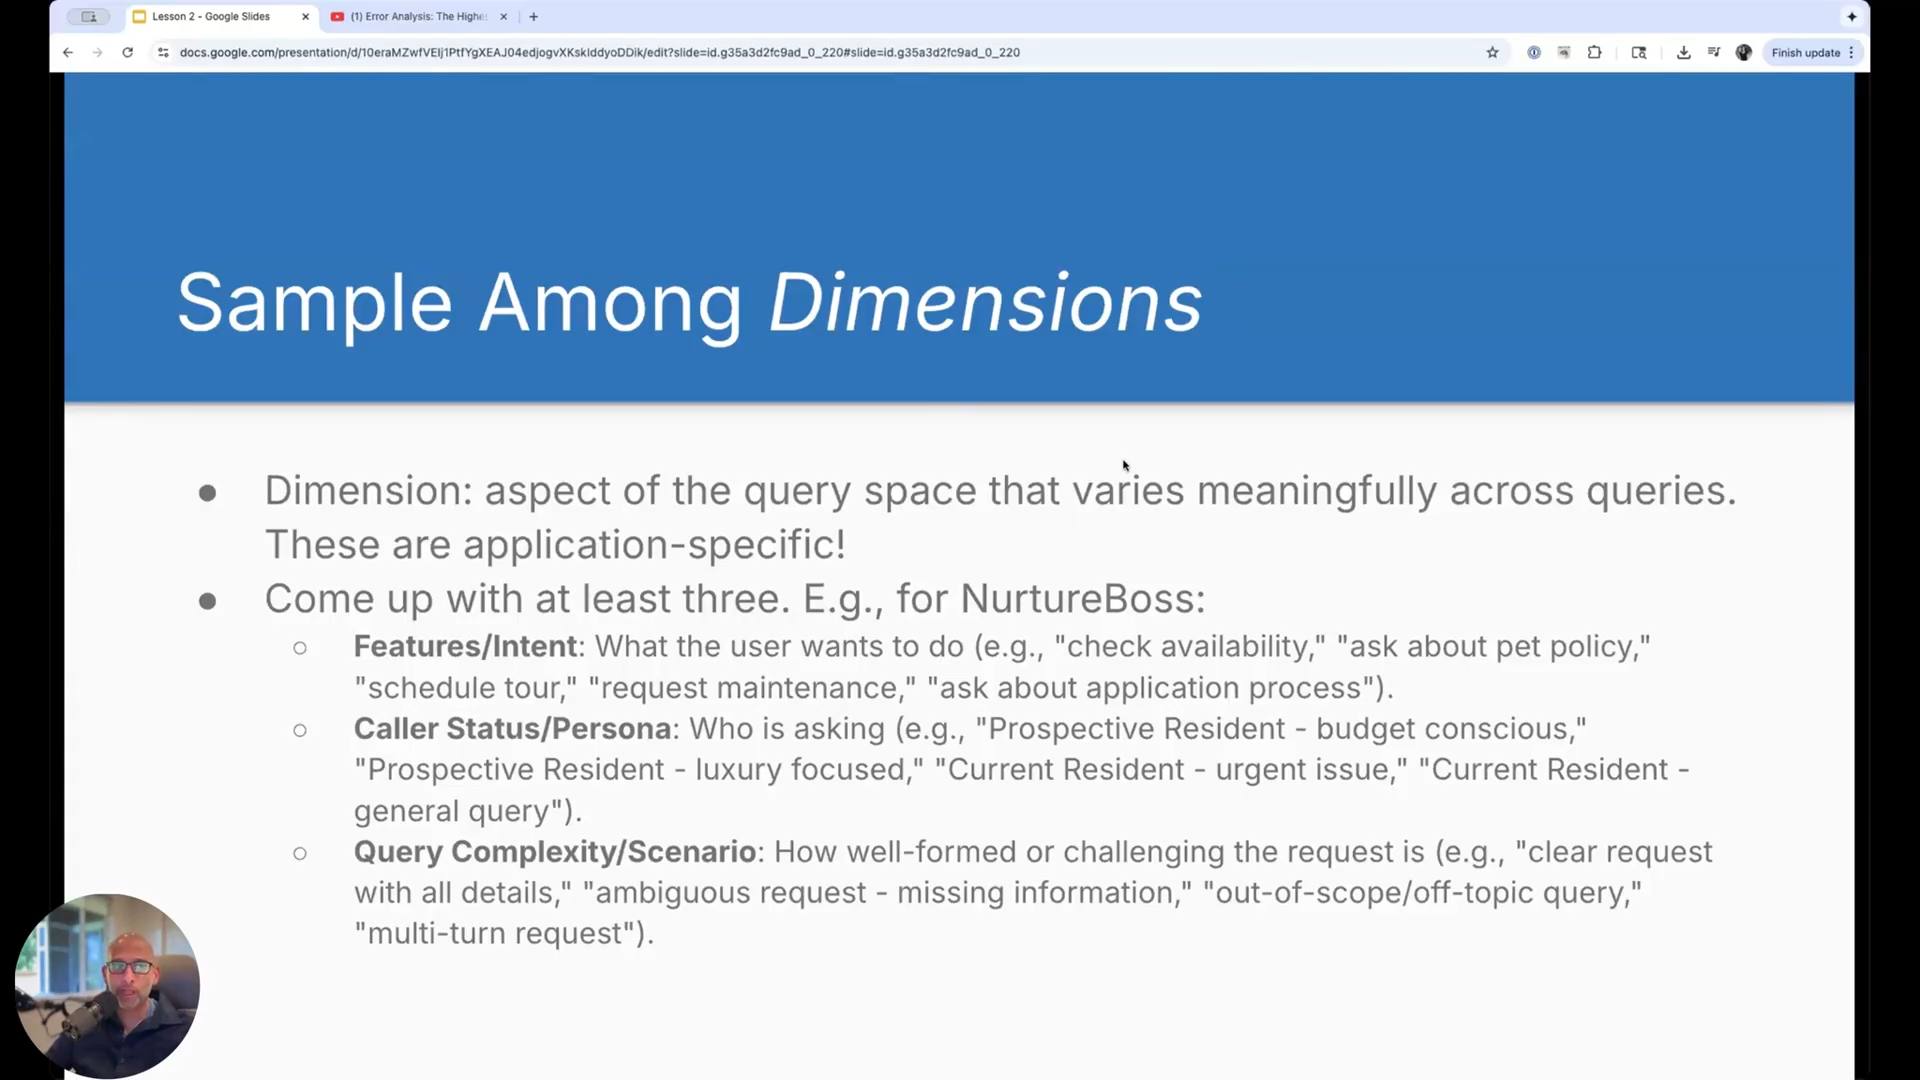 Lesson 2 - Google Slides
(1) Error Analysis: The Highe
docs.google.com/presentation/d/10eraMZwfVElj1PtfYgXEAJ04edjogvXKsklddyoDDik/edit?slide=id.g35a3d2fc9ad_0_220#slide=id.g35a3d2fc9ad_0_220
Finish update
Sample Among Dimensions
● Dimension: aspect of the query space that varies meaningfully across queries.
These are application-specific!
● Come up with at least three. E.g., for NurtureBoss:
○ Features/Intent: What the user wants to do (e.g., "check availability," "ask about pet policy,"
"schedule tour," "request maintenance," "ask about application process").
○ Caller Status/Persona: Who is asking (e.g., "Prospective Resident - budget conscious,"
"Prospective Resident - luxury focused," "Current Resident - urgent issue," "Current Resident -
general query").
○ Query Complexity/Scenario: How well-formed or challenging the request is (e.g., "clear request
with all details," "ambiguous request - missing information," "out-of-scope/off-topic query,"
"multi-turn request").